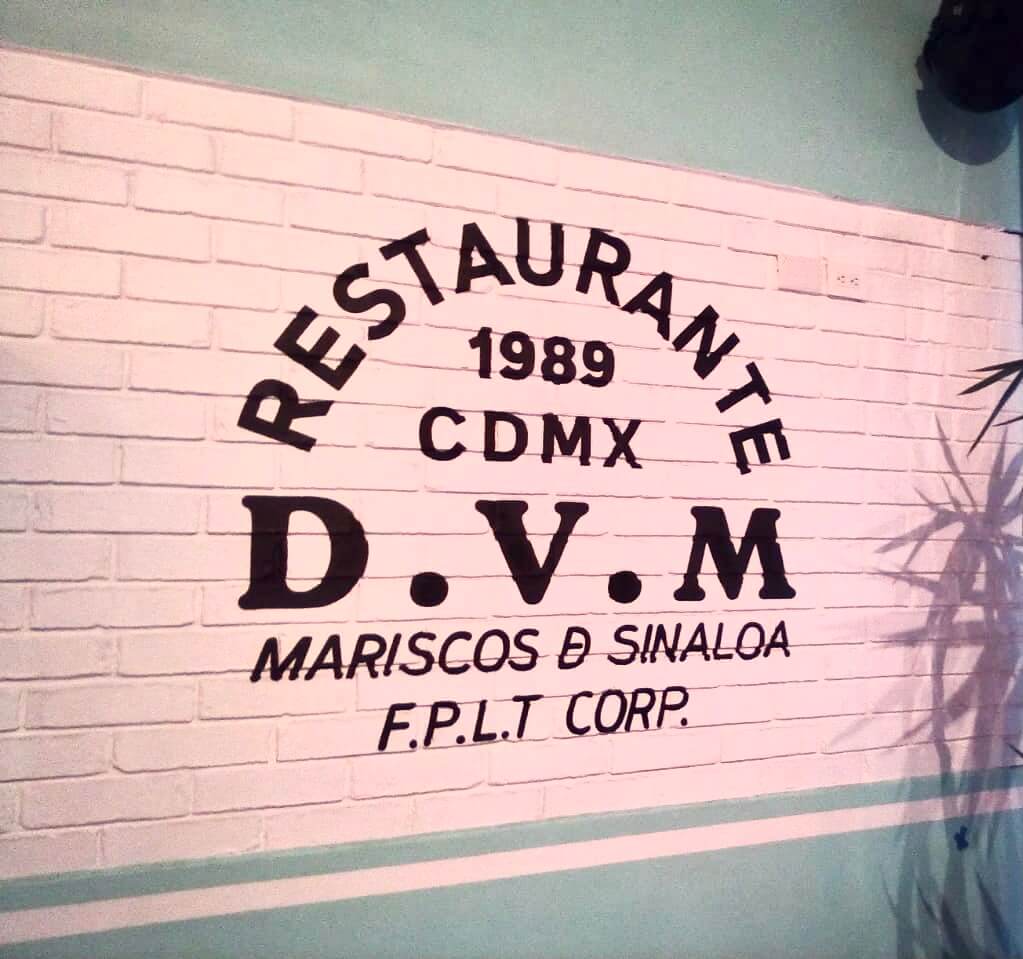 RESTAURANTE
1989
CDMX
D.V.M
MARISCOS Đ SINALOA
F.P.L.T CORP.